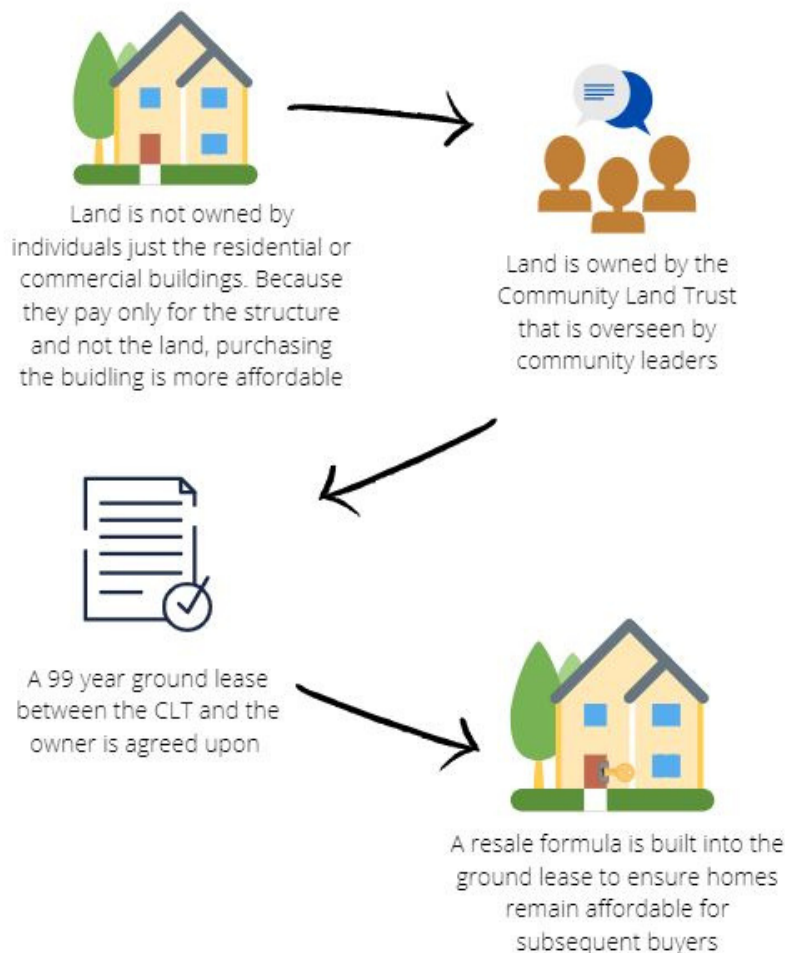 Land is not owned by
individuals just the residential or
commercial buildings. Because
they pay only for the structure
and not the land, purchasing
the buidling is more affordable
Land is owned by the
Community Land Trust
that is overseen by
community leaders
A 99 year ground lease
between the CLT and the
owner is agreed upon
A resale formula is built into the
ground lease to ensure homes
remain affordable for
subsequent buyers